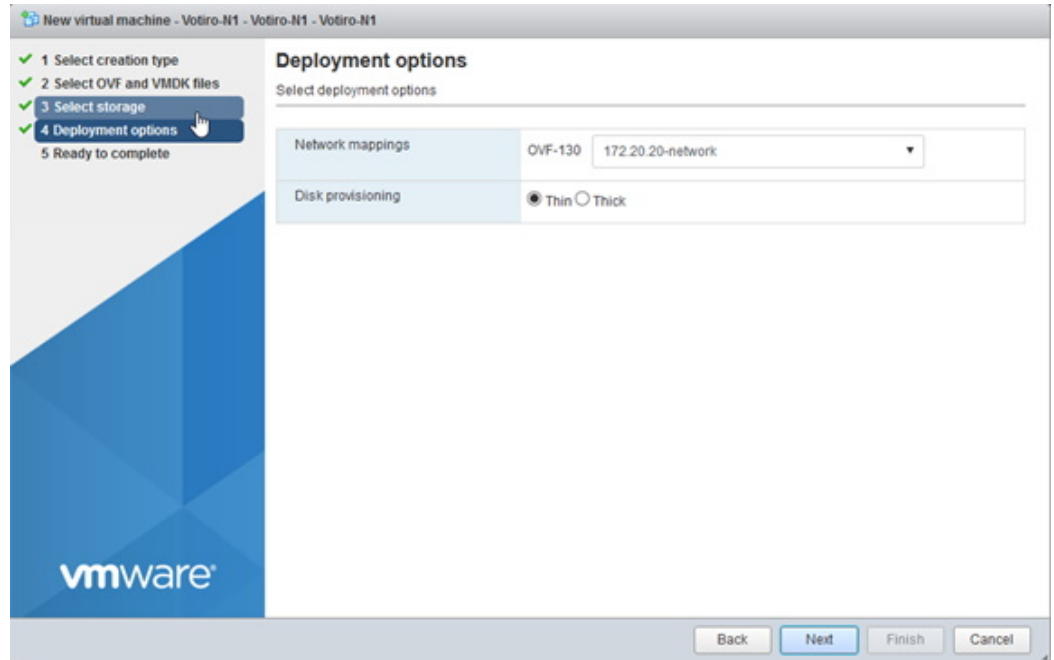 New virtual machine - Votiro-N1 - Votiro-N1 - Votiro-N1
1 Select creation type
2 Select OVF and VMDK files
3 Select storage
4 Deployment options
5 Ready to complete
Deployment options
Select deployment options
Network mappings
OVF-130 172.20.20-network
Disk provisioning
Thin Thick
vmware®
Back Next Finish Cancel